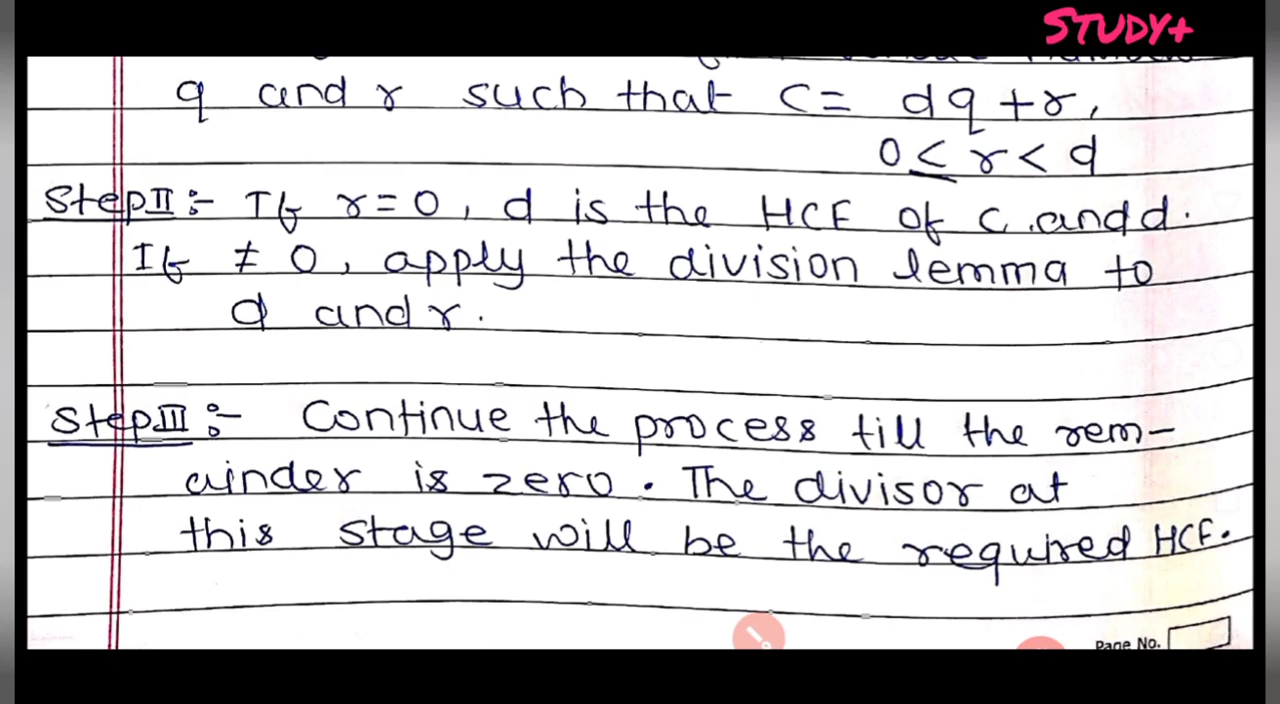 STUDY+
q and r such that c = dq + r,
0 ≤ r < d
Step II :- If r = 0, d is the HCF of c and d.
If ≠ 0, apply the division lemma to
d and r.
Step III :- Continue the process till the rem-
ainder is zero. The divisor at
this stage will be the required HCF.
Page No.